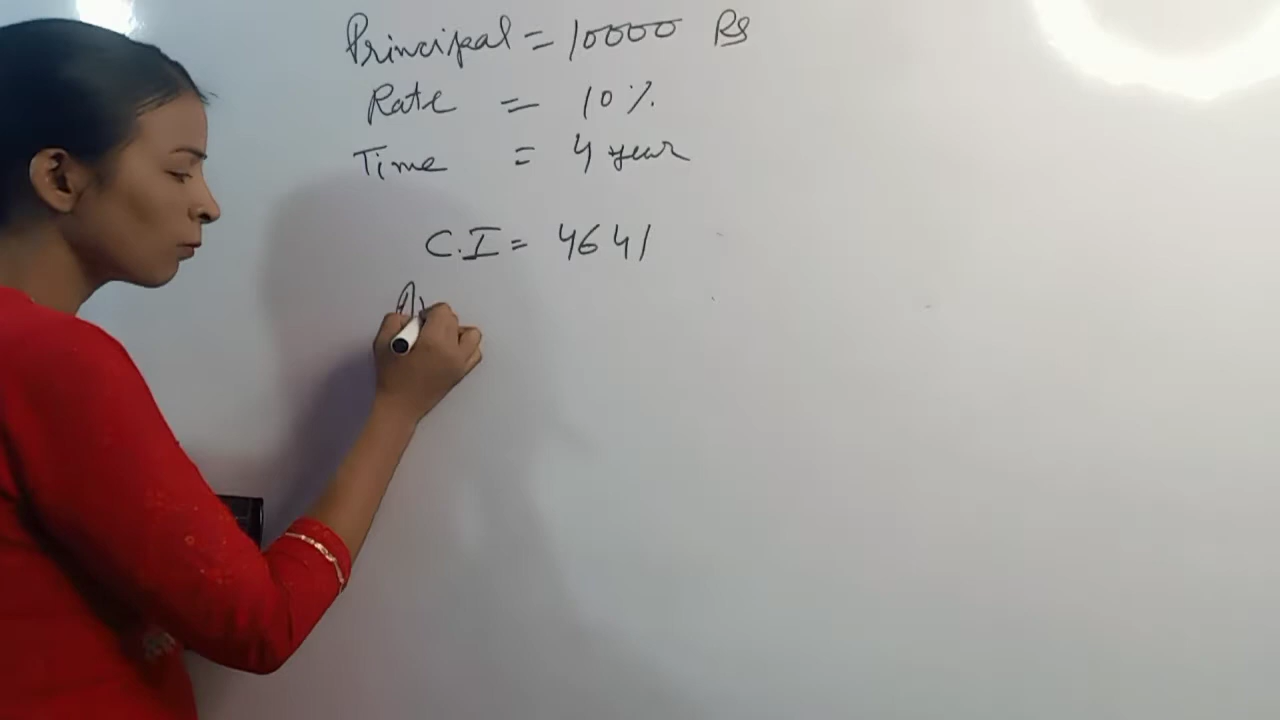 Principal = 10000 Rs
Rate = 10%
Time = 4 year
C.I = 4641